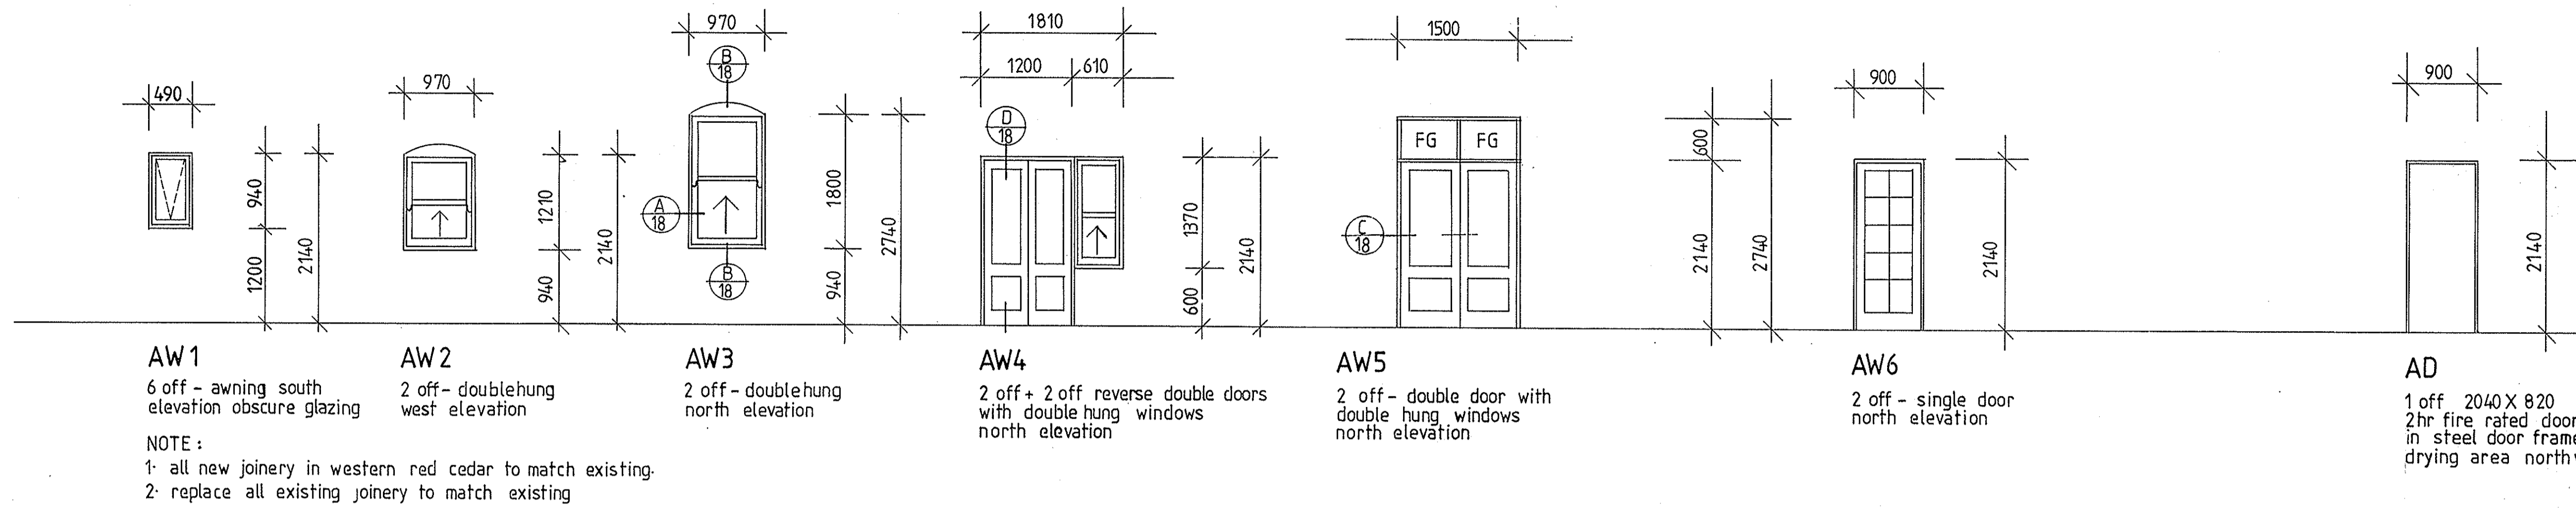 490
940
1200
2140
AW1
6 off - awning south
elevation obscure glazing
970
1210
940
2140
AW2
2 off - doublehung
west elevation
970
B
18
A
18
B
18
1800
940
2740
AW3
2 off - doublehung
north elevation
1810
1200
610
D
18
1370
600
2140
AW4
2 off + 2 off reverse double doors
with double hung windows
north elevation
1500
FG
FG
C
18
600
2140
2740
AW5
2 off - double door with
double hung windows
north elevation
900
2140
AW6
2 off - single door
north elevation
900
2140
AD
1 off 2040 X 820
2hr fire rated door
in steel door frame
drying area north
NOTE :
1· all new joinery in western red cedar to match existing·
2· replace all existing joinery to match existing